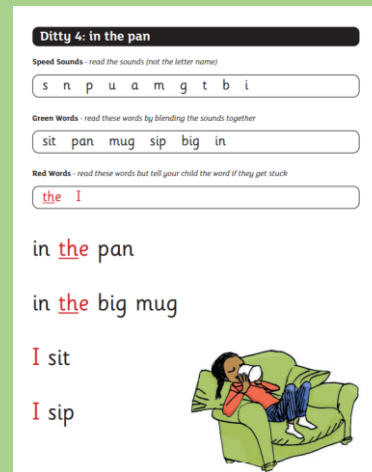 Ditty 4: in the pan
Speed Sounds - read the sounds (not the letter name)
s n p u a m g t b i
Green Words - read these words by blending the sounds together
sit pan mug sip big in
Red Words - read these words but tell your child the word if they get stuck
the I
in the pan
in the big mug
I sit
I sip